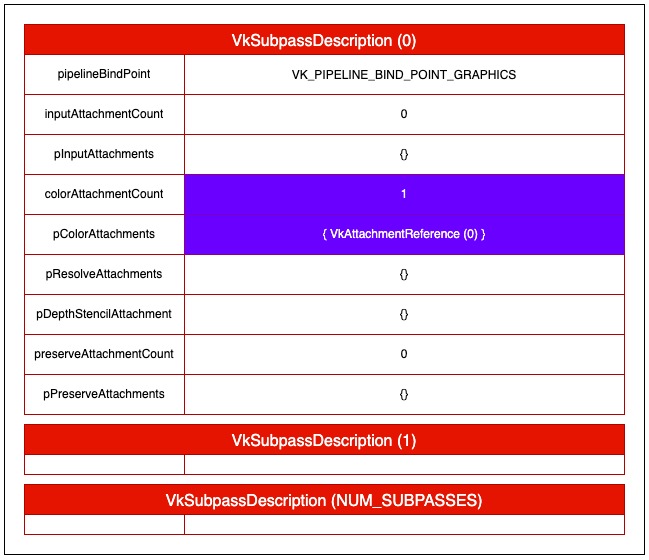 VkSubpassDescription (0)
pipelineBindPoint VK_PIPELINE_BIND_POINT_GRAPHICS
inputAttachmentCount 0
pInputAttachments {}
colorAttachmentCount 1
pColorAttachments { VkAttachmentReference (0) }
pResolveAttachments {}
pDepthStencilAttachment {}
preserveAttachmentCount 0
pPreserveAttachments {}
VkSubpassDescription (1)
VkSubpassDescription (NUM_SUBPASSES)